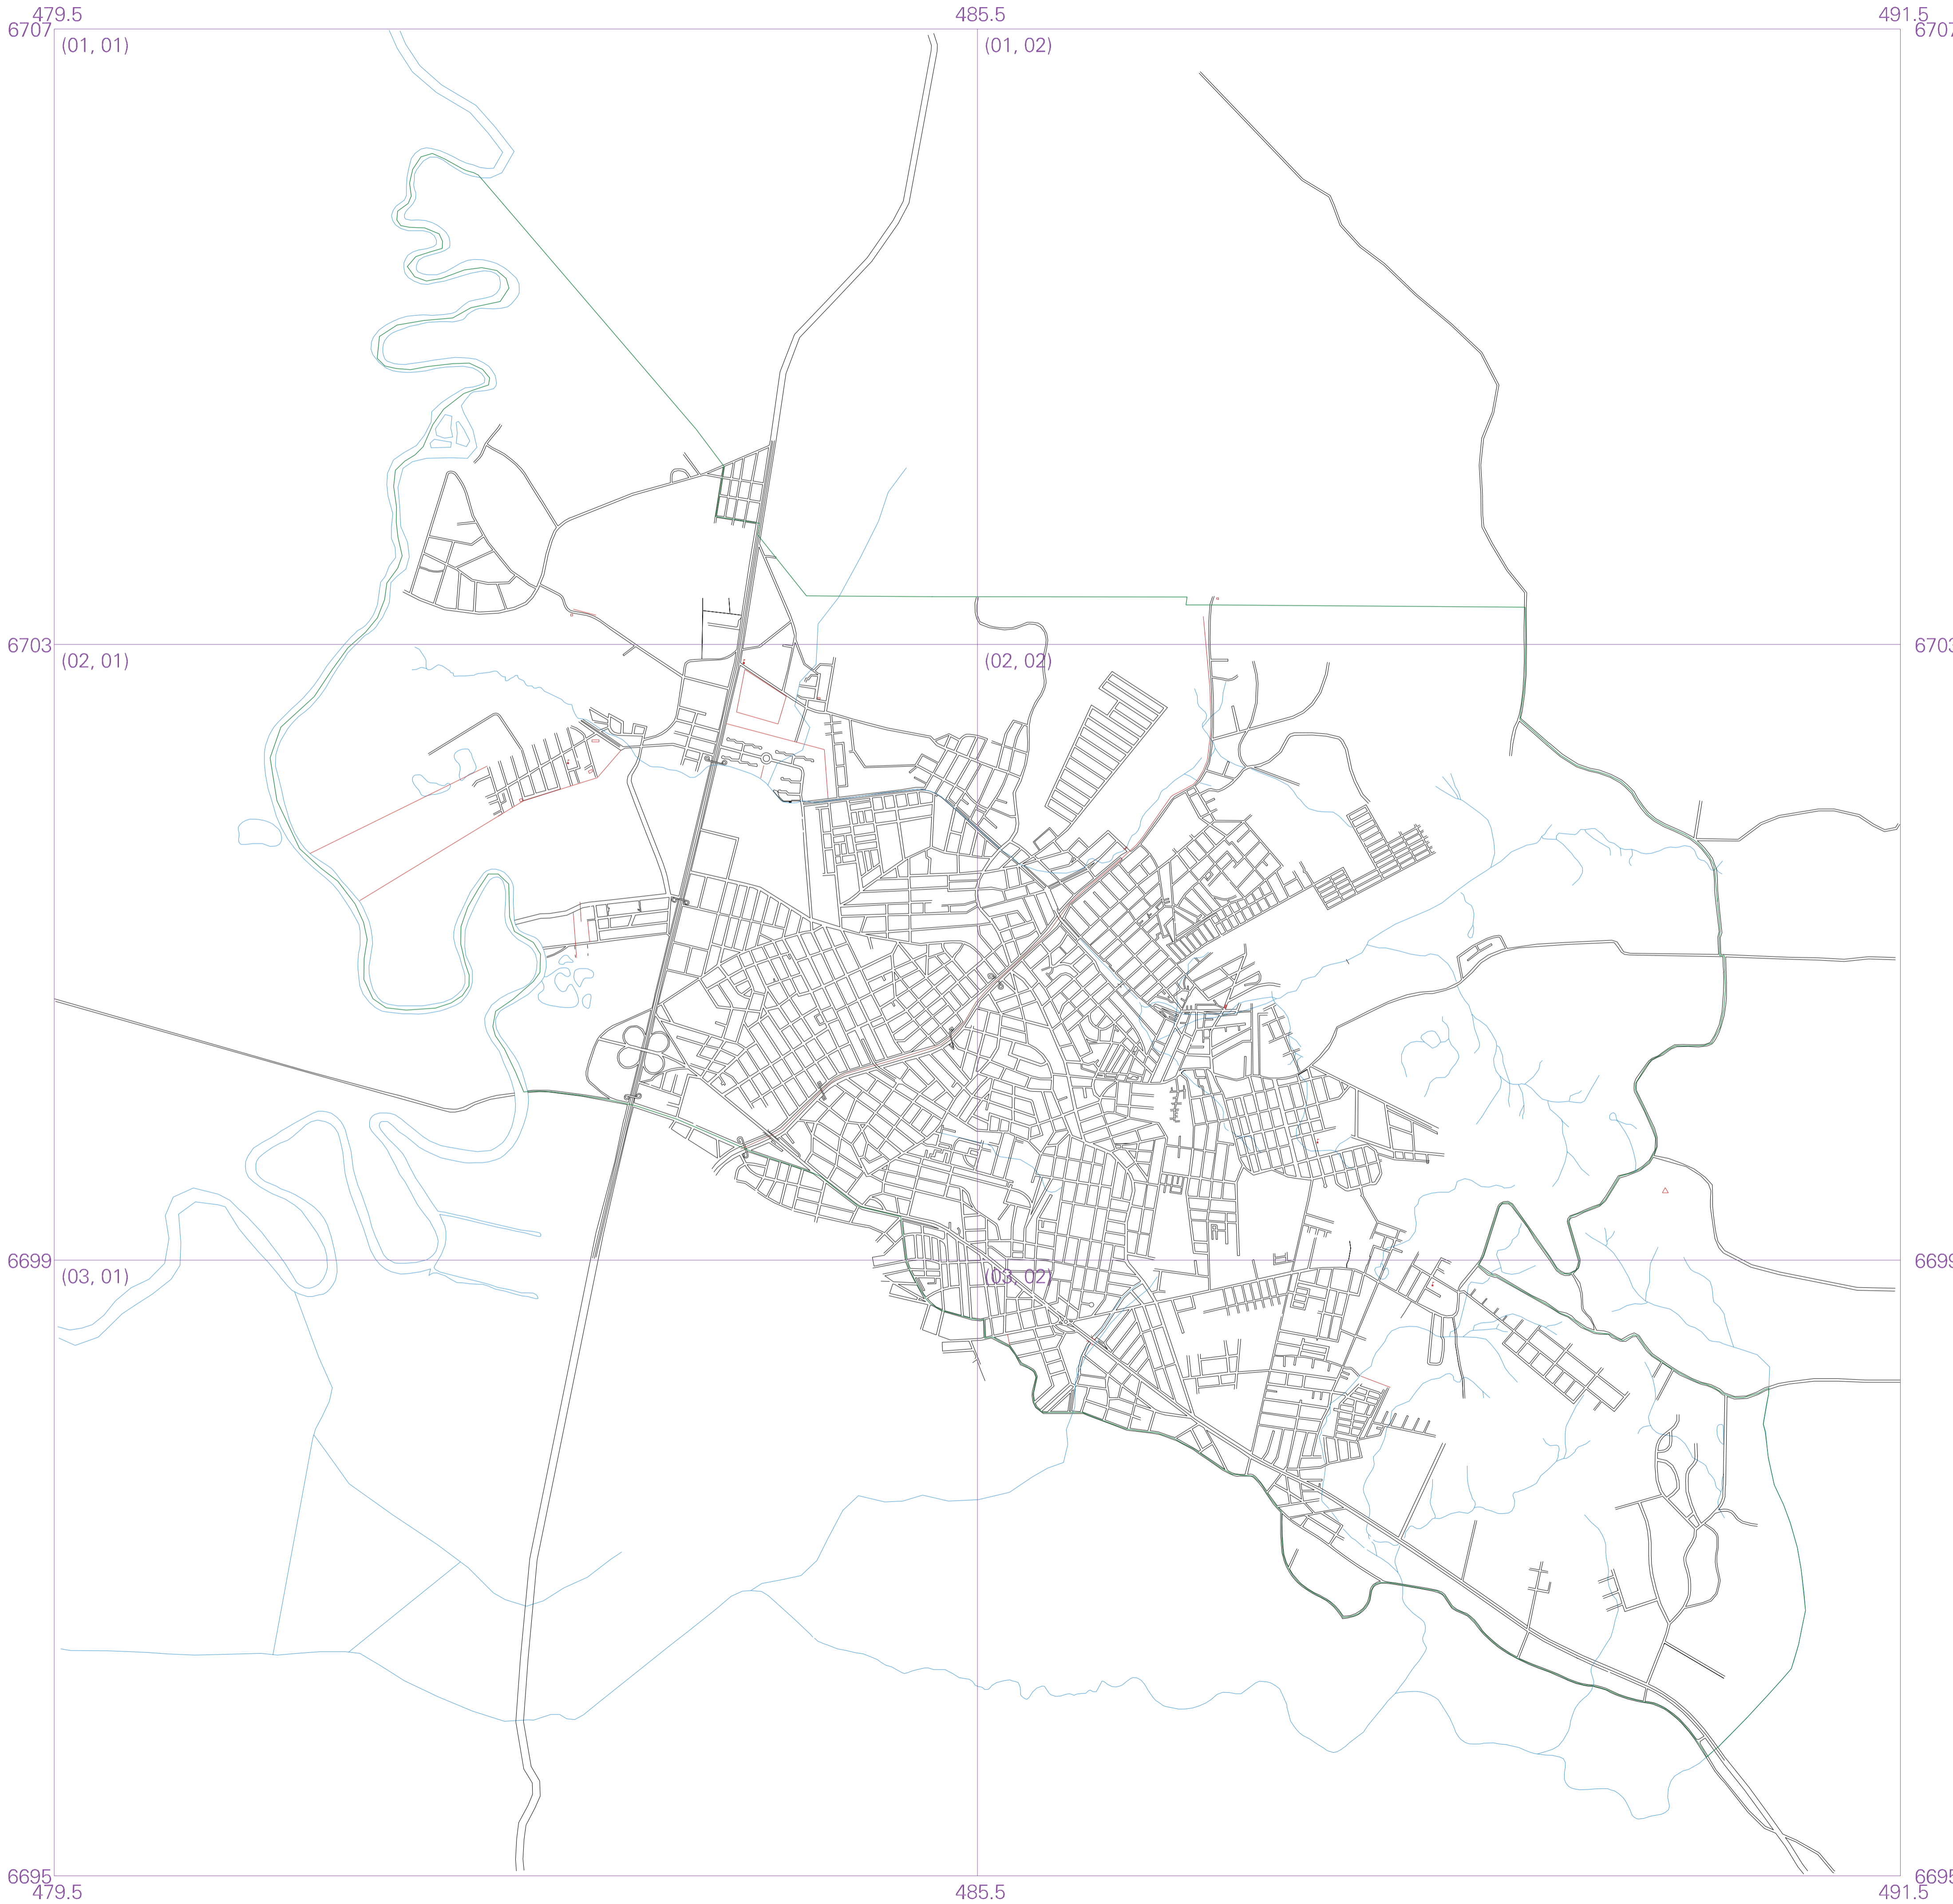 479.5 485.5 491.5
6707 6707
(01, 01) (01, 02)
6703 6703
(02, 01) (02, 02)
6699 6699
(03, 01) (03, 02)
6695 6695
479.5 485.5 491.5